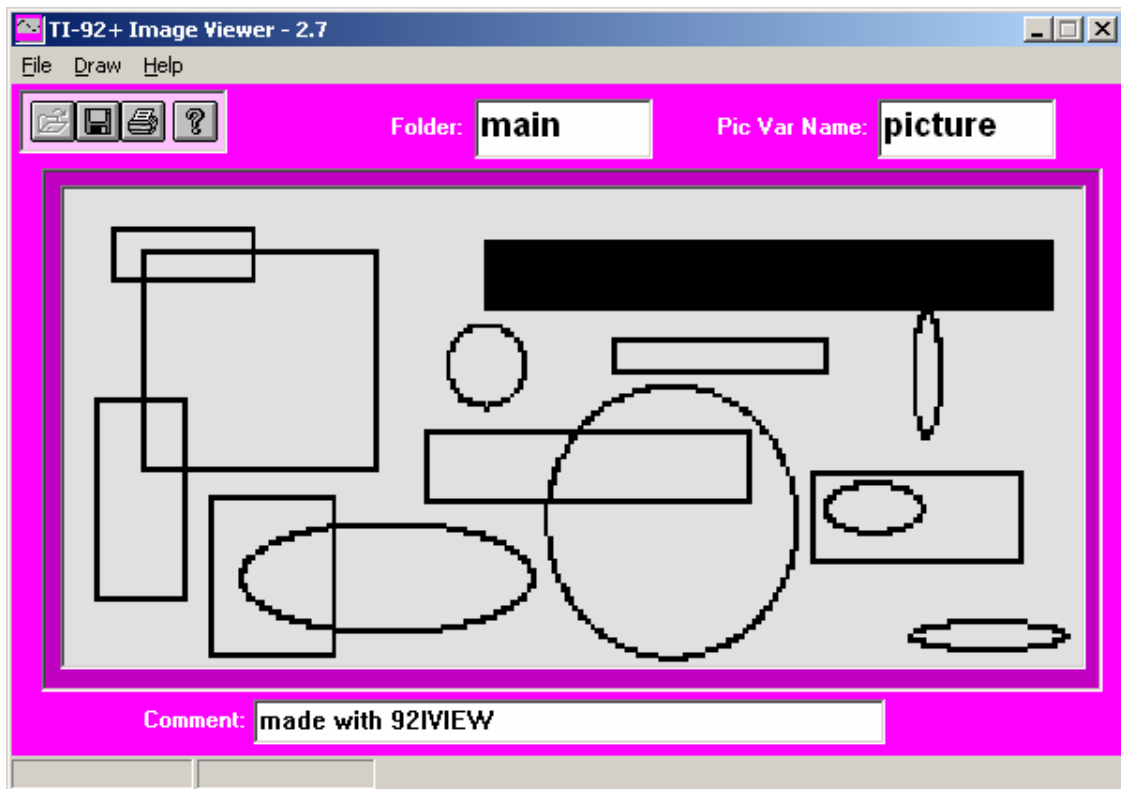 TI-92+ Image Viewer - 2.7
File Draw Help
Folder: main Pic Var Name: picture
Comment: made with 92IVIEW